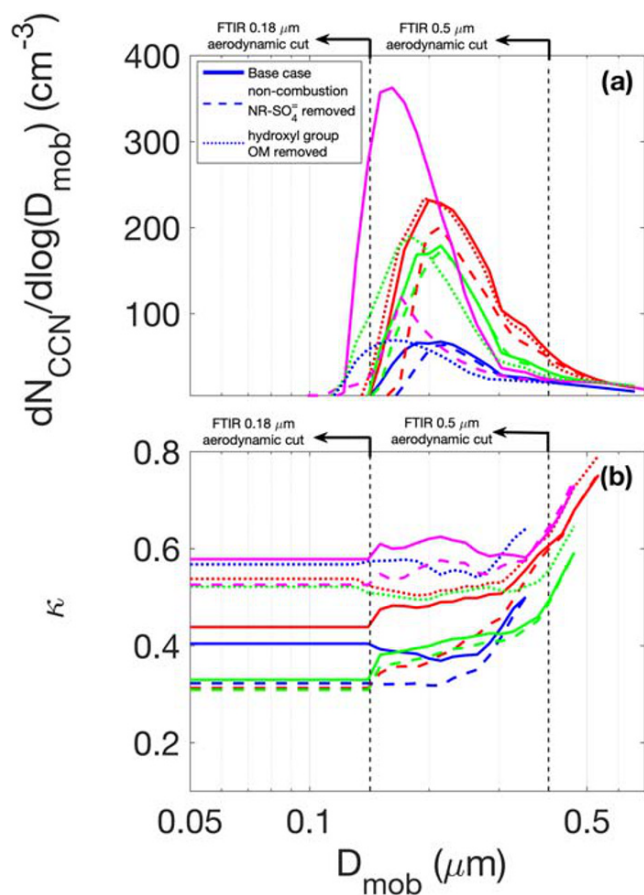 FTIR 0.18 μm
aerodynamic cut
FTIR 0.5 μm
aerodynamic cut
(a)
Base case
non-combustion
NR-SO₄⁼ removed
hydroxyl group
OM removed
dN_CCN/dlog(D_mob) (cm⁻³)
400
300
200
100
FTIR 0.18 μm
aerodynamic cut
FTIR 0.5 μm
aerodynamic cut
(b)
κ
0.8
0.6
0.4
0.2
0.05
0.1
0.5
D_mob (μm)